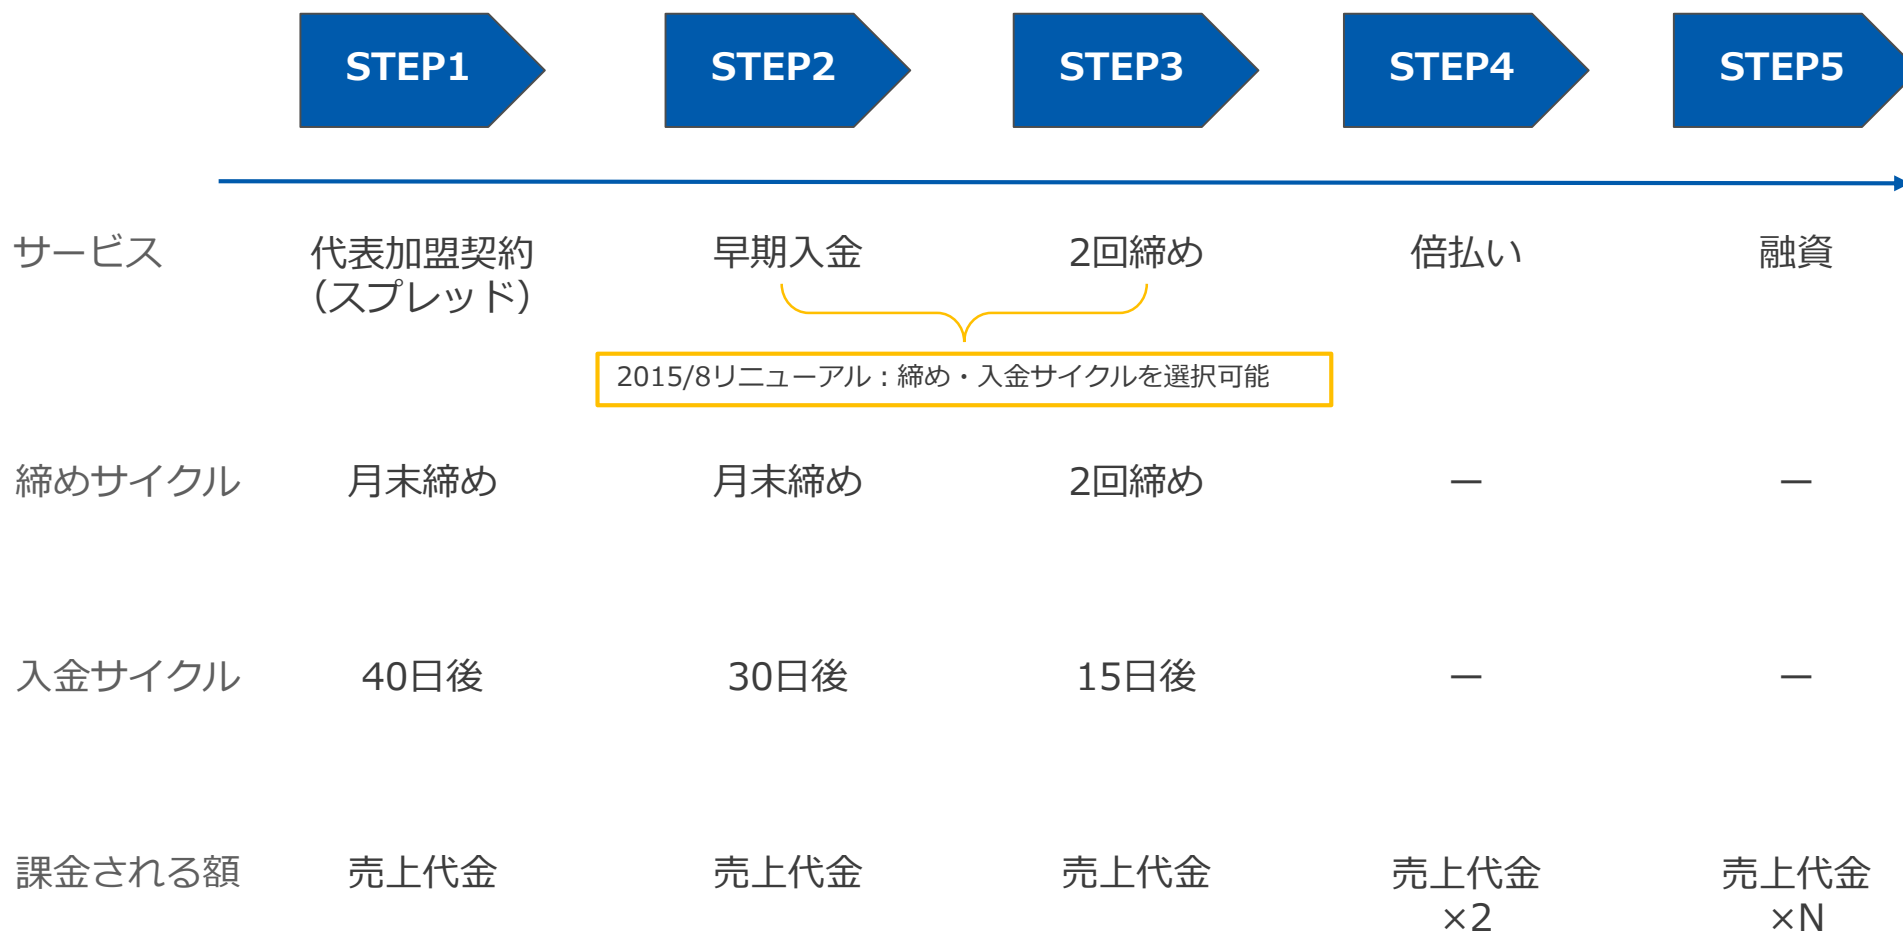 STEP1
STEP2
STEP3
STEP4
STEP5
サービス
代表加盟契約
（スプレッド）
早期入金
2回締め
倍払い
融資
2015/8リニューアル：締め・入金サイクルを選択可能
締めサイクル
月末締め
月末締め
2回締め
ー
ー
入金サイクル
40日後
30日後
15日後
ー
ー
課金される額
売上代金
売上代金
売上代金
売上代金
×2
売上代金
×N